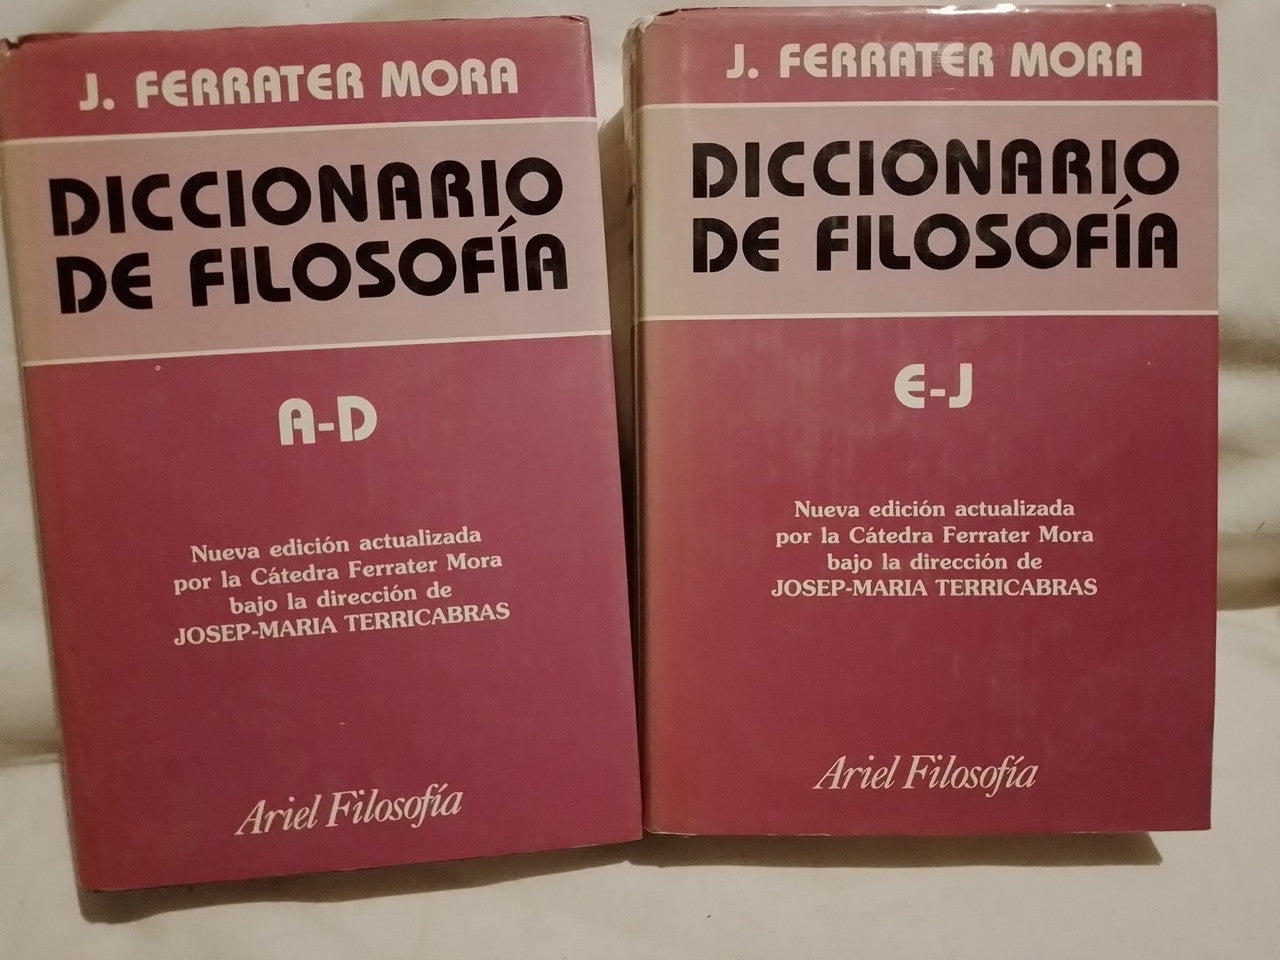 J. FERRATER MORA
DICCIONARIO
DE FILOSOFÍA
A-D
Nueva edición actualizada
por la Cátedra Ferrater Mora
bajo la dirección de
JOSEP-MARIA TERRICABRAS
Ariel Filosofía
J. FERRATER MORA
DICCIONARIO
DE FILOSOFÍA
E-J
Nueva edición actualizada
por la Cátedra Ferrater Mora
bajo la dirección de
JOSEP-MARIA TERRICABRAS
Ariel Filosofía